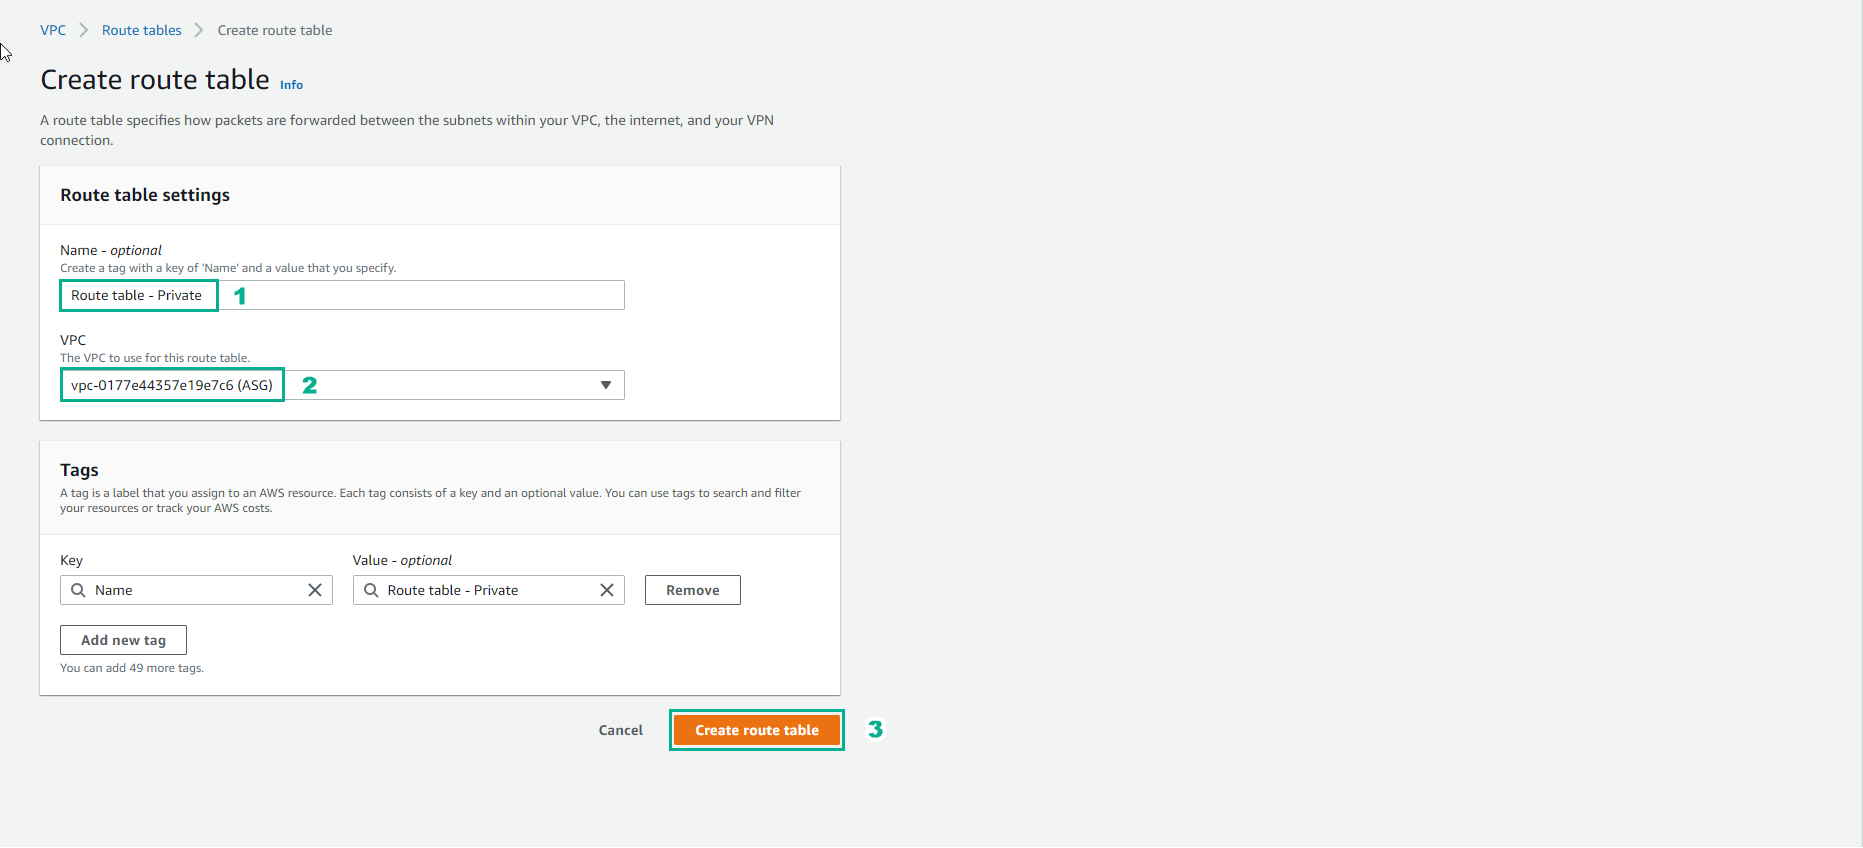 VPC > Route tables > Create route table
Create route table Info
A route table specifies how packets are forwarded between the subnets within your VPC, the internet, and your VPN
connection.
Route table settings
Name - optional
Create a tag with a key of 'Name' and a value that you specify.
Route table - Private 1
VPC
The VPC to use for this route table.
vpc-0177e44357e19e7c6 (ASG) 2
Tags
A tag is a label that you assign to an AWS resource. Each tag consists of a key and an optional value. You can use tags to search and filter
your resources or track your AWS costs.
Key Value - optional
Name Route table - Private Remove
Add new tag
You can add 49 more tags.
Cancel Create route table 3